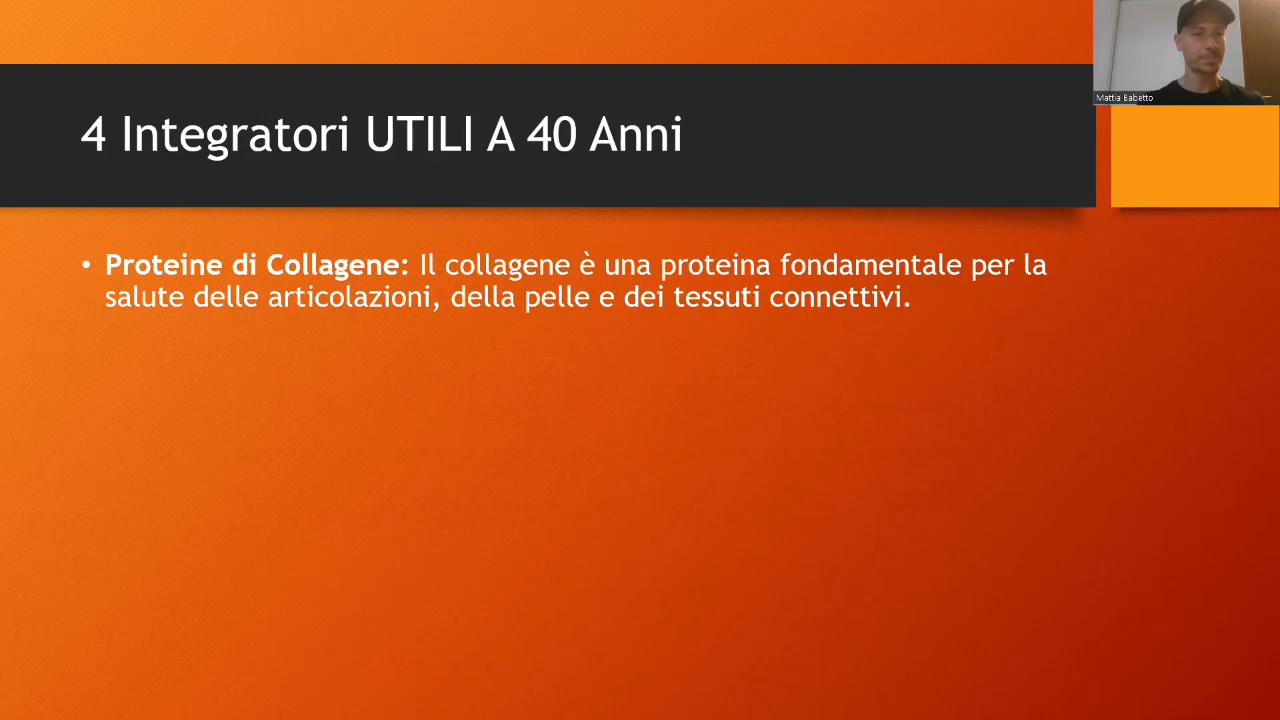 Mattia Babetto
4 Integratori UTILI A 40 Anni
• Proteine di Collagene: Il collagene è una proteina fondamentale per la
salute delle articolazioni, della pelle e dei tessuti connettivi.